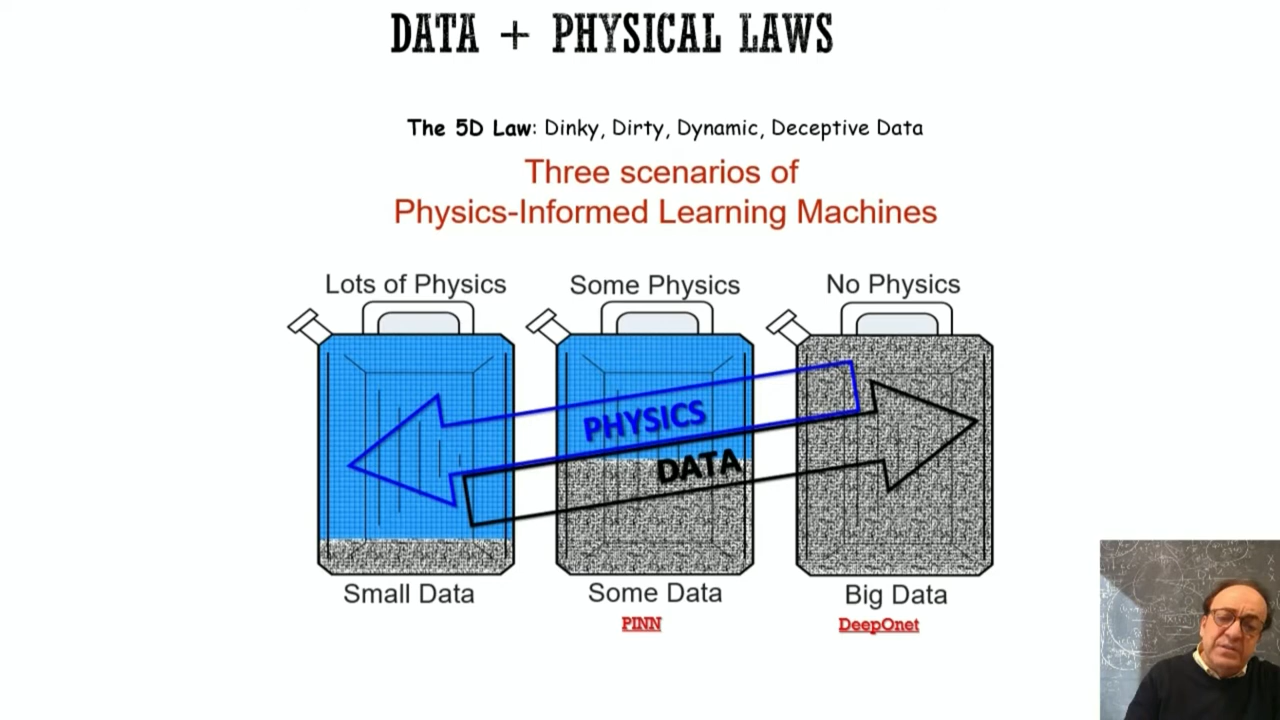 DATA + PHYSICAL LAWS
The 5D Law: Dinky, Dirty, Dynamic, Deceptive Data
Three scenarios of
Physics-Informed Learning Machines
Lots of Physics
Some Physics
No Physics
PHYSICS
DATA
Small Data
Some Data
Big Data
PINN
DeepOnet